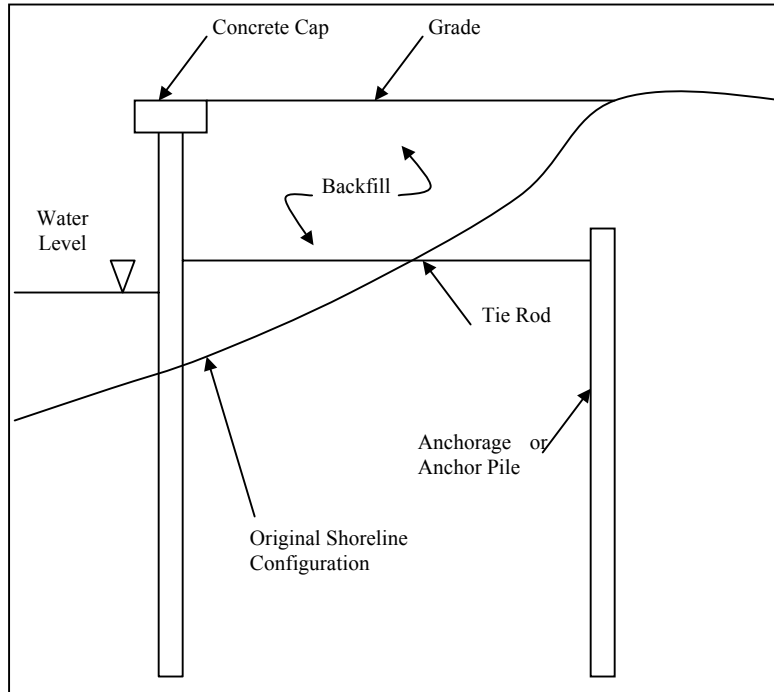 Concrete Cap
Grade
Backfill
Water
Level
Tie Rod
Anchorage or
Anchor Pile
Original Shoreline
Configuration